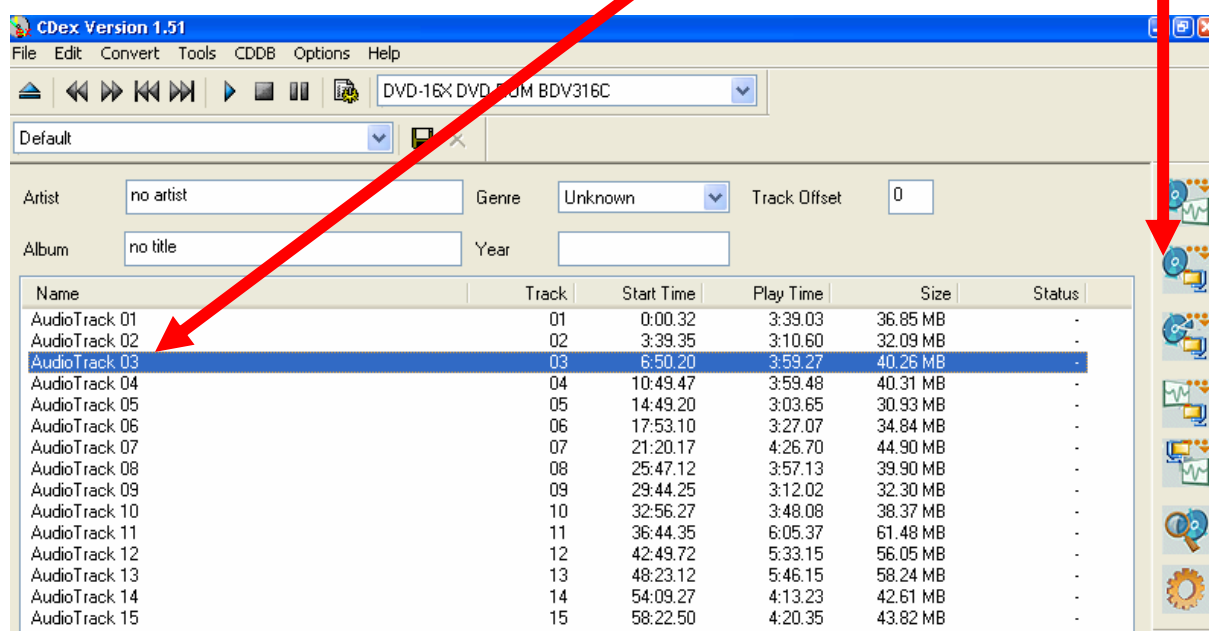 CDex Version 1.51
File Edit Convert Tools CDDB Options Help
DVD-16X DVD BDV316C
Default
Artist no artist Genre Unknown Track Offset 0
Album no title Year
Name Track Start Time Play Time Size Status
AudioTrack 01 01 0:00.32 3:39.03 36.85 MB -
AudioTrack 02 02 3:39.35 3:10.60 32.09 MB -
AudioTrack 03 03 6:50.20 3:59.27 40.26 MB -
AudioTrack 04 04 10:49.47 3:59.48 40.31 MB -
AudioTrack 05 05 14:49.20 3:03.65 30.93 MB -
AudioTrack 06 06 17:53.10 3:27.07 34.84 MB -
AudioTrack 07 07 21:20.17 4:26.70 44.90 MB -
AudioTrack 08 08 25:47.12 3:57.13 39.90 MB -
AudioTrack 09 09 29:44.25 3:12.02 32.30 MB -
AudioTrack 10 10 32:56.27 3:48.08 38.37 MB -
AudioTrack 11 11 36:44.35 6:05.37 61.48 MB -
AudioTrack 12 12 42:49.72 5:33.15 56.05 MB -
AudioTrack 13 13 48:23.12 5:46.15 58.24 MB -
AudioTrack 14 14 54:09.27 4:13.23 42.61 MB -
AudioTrack 15 15 58:22.50 4:20.35 43.82 MB -